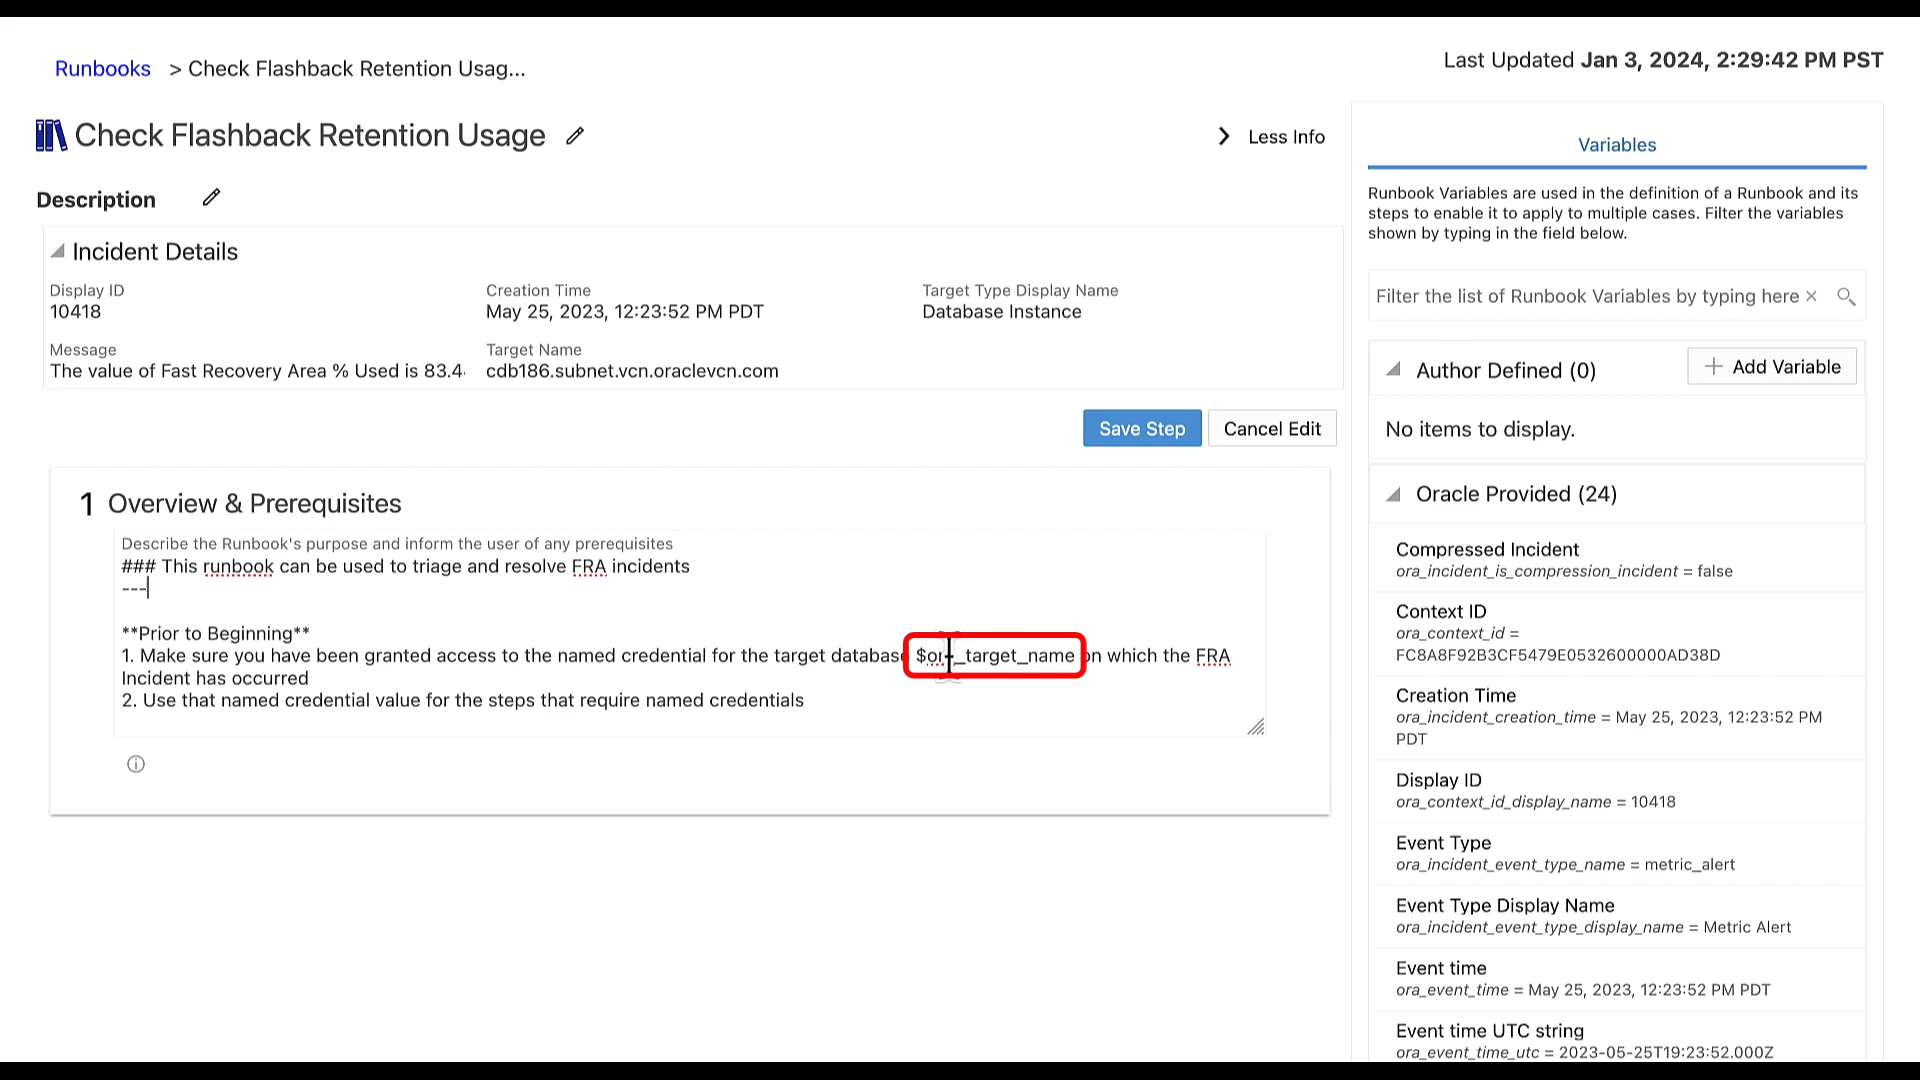 Runbooks > Check Flashback Retention Usag...
Last Updated Jan 3, 2024, 2:29:42 PM PST
Check Flashback Retention Usage
Less Info
Description
Incident Details
Display ID
10418
Creation Time
May 25, 2023, 12:23:52 PM PDT
Target Type Display Name
Database Instance
Message
The value of Fast Recovery Area % Used is 83.4
Target Name
cdb186.subnet.vcn.oraclevcn.com
Save Step
Cancel Edit
1 Overview & Prerequisites
Describe the Runbook's purpose and inform the user of any prerequisites
### This runbook can be used to triage and resolve FRA incidents
---
**Prior to Beginning**
1. Make sure you have been granted access to the named credential for the target database $ora_target_name on which the FRA
Incident has occurred
2. Use that named credential value for the steps that require named credentials
Variables
Runbook Variables are used in the definition of a Runbook and its
steps to enable it to apply to multiple cases. Filter the variables
shown by typing in the field below.
Filter the list of Runbook Variables by typing here
Author Defined (0)
Add Variable
No items to display.
Oracle Provided (24)
Compressed Incident
ora_incident_is_compression_incident = false
Context ID
ora_context_id =
FC8A8F92B3CF5479E0532600000AD38D
Creation Time
ora_incident_creation_time = May 25, 2023, 12:23:52 PM
PDT
Display ID
ora_context_id_display_name = 10418
Event Type
ora_incident_event_type_name = metric_alert
Event Type Display Name
ora_incident_event_type_display_name = Metric Alert
Event time
ora_event_time = May 25, 2023, 12:23:52 PM PDT
Event time UTC string
ora_event_time_utc = 2023-05-25T19:23:52.000Z